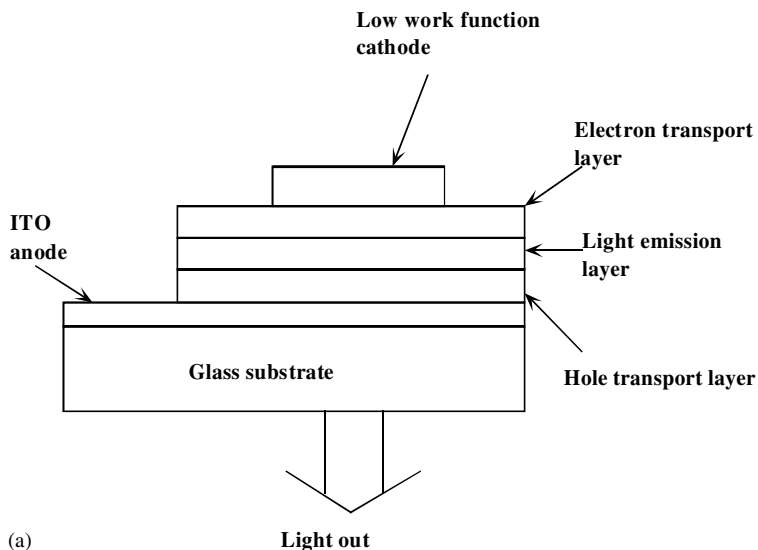 Low work function
cathode
Electron transport
layer
ITO
anode
Light emission
layer
Glass substrate
Hole transport layer
(a)
Light out